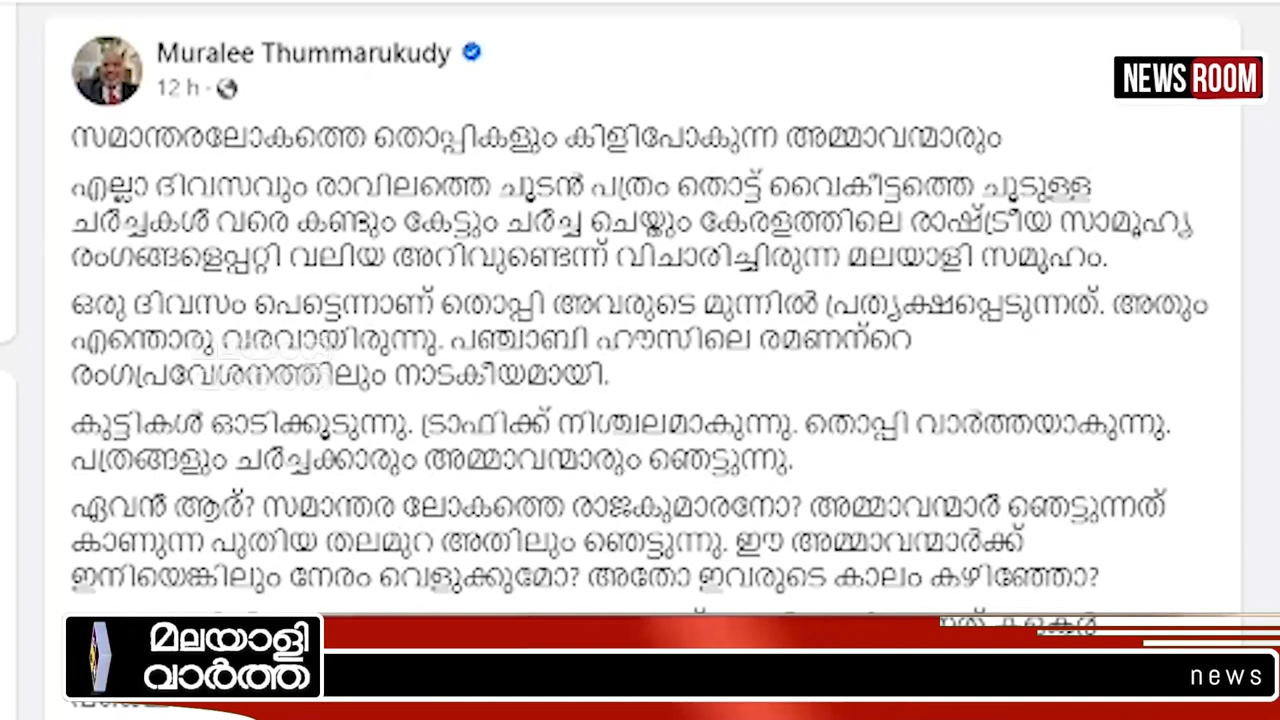 Muralee Thummarukudy
12 h ·
NEWS ROOM
സമാന്തരലോകത്തെ തൊപ്പികളും കിളിപോകുന്ന അമ്മാവന്മാരും
എല്ലാ ദിവസവും രാവിലത്തെ ചൂടൻ പത്രം തൊട്ട് വൈകീട്ടത്തെ ചൂടുള്ള
ചർച്ചകൾ വരെ കണ്ടും കേട്ടും ചർച്ച ചെയ്തും കേരളത്തിലെ രാഷ്ട്രീയ സാമൂഹ്യ
രംഗങ്ങളെപ്പറ്റി വലിയ അറിവുണ്ടെന്ന് വിചാരിച്ചിരുന്ന മലയാളി സമൂഹം.
ഒരു ദിവസം പെട്ടെന്നാണ് തൊപ്പി അവരുടെ മുന്നിൽ പ്രത്യക്ഷപ്പെടുന്നത്. അതും
എന്തൊരു വരവായിരുന്നു. പഞ്ചാബി ഹൗസിലെ രമണന്റെ
രംഗപ്രവേശനത്തിലും നാടകീയമായി.
കുട്ടികൾ ഓടിക്കൂടുന്നു. ട്രാഫിക്ക് നിശ്ചലമാകുന്നു. തൊപ്പി വാർത്തയാകുന്നു.
പത്രങ്ങളും ചർച്ചക്കാരും അമ്മാവന്മാരും ഞെട്ടുന്നു.
ഏവൻ ആര്? സമാന്തര ലോകത്തെ രാജകുമാരനോ? അമ്മാവന്മാർ ഞെട്ടുന്നത്
കാണുന്ന പുതിയ തലമുറ അതിലും ഞെട്ടുന്നു. ഈ അമ്മാവന്മാർക്ക്
ഇനിയെങ്കിലും നേരം വെളുക്കുമോ? അതോ ഇവരുടെ കാലം കഴിഞ്ഞോ?
മലയാളി
വാർത്ത
news